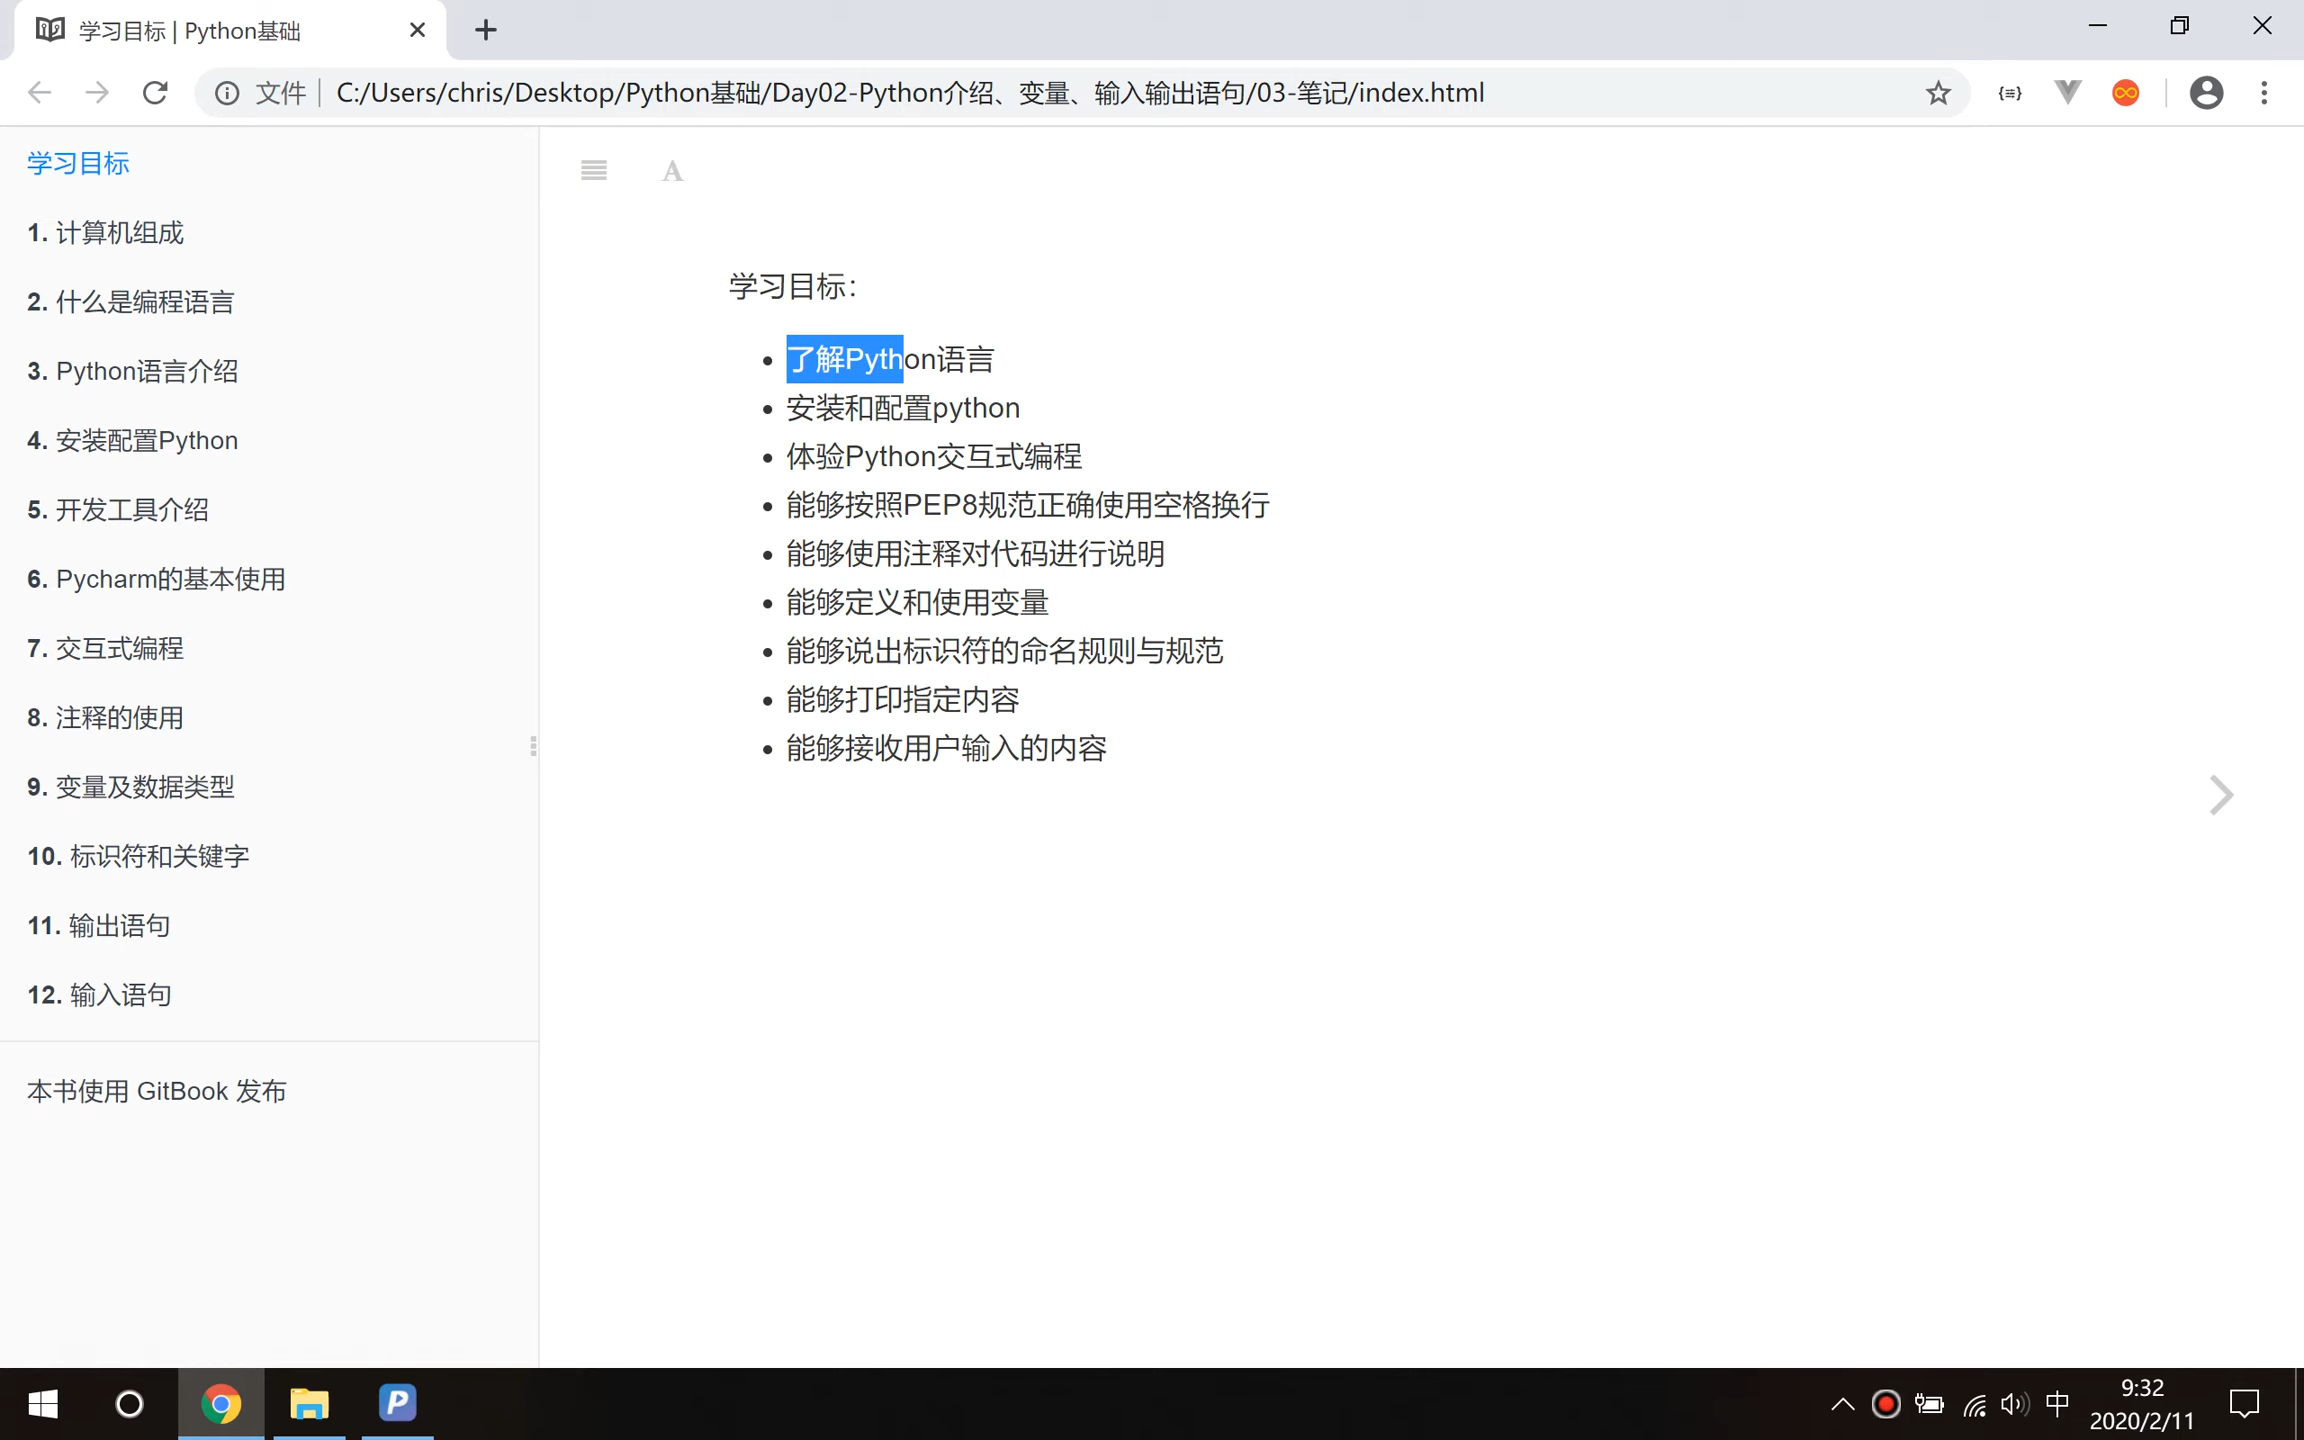 学习目标 | Python基础
文件 C:/Users/chris/Desktop/Python基础/Day02-Python介绍、变量、输入输出语句/03-笔记/index.html
学习目标
1. 计算机组成
2. 什么是编程语言
3. Python语言介绍
4. 安装配置Python
5. 开发工具介绍
6. Pycharm的基本使用
7. 交互式编程
8. 注释的使用
9. 变量及数据类型
10. 标识符和关键字
11. 输出语句
12. 输入语句
本书使用 GitBook 发布
A
学习目标：
• 了解Python语言
• 安装和配置python
• 体验Python交互式编程
• 能够按照PEP8规范正确使用空格换行
• 能够使用注释对代码进行说明
• 能够定义和使用变量
• 能够说出标识符的命名规则与规范
• 能够打印指定内容
• 能够接收用户输入的内容
中
9:32
2020/2/11